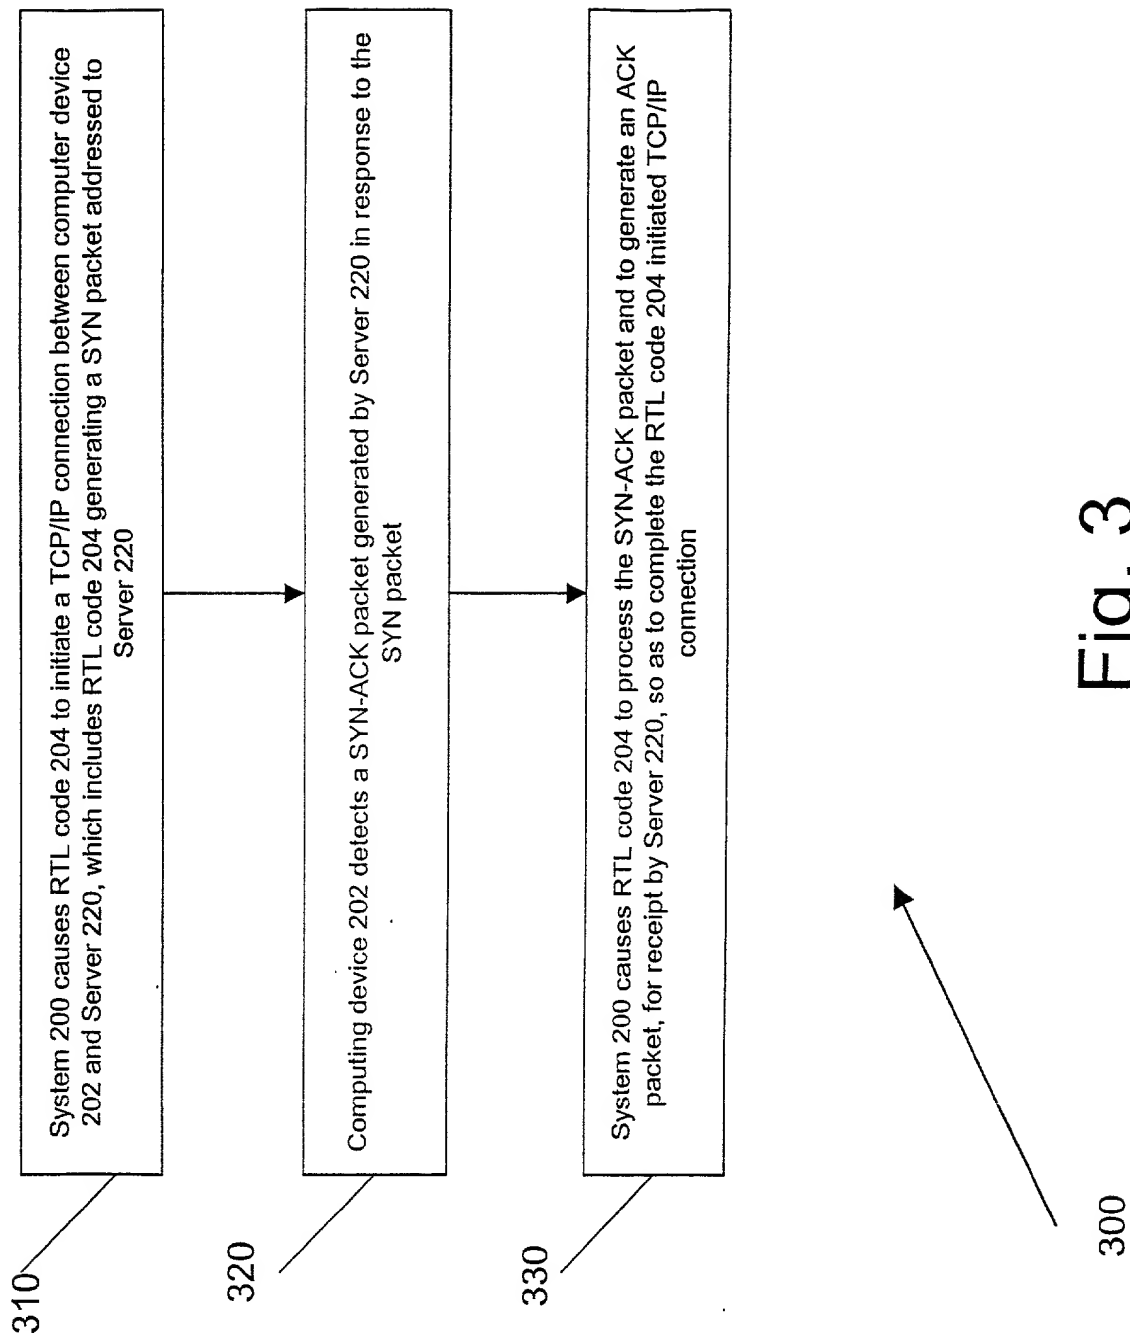 310
System 200 causes RTL code 204 to initiate a TCP/IP connection between computer device
202 and Server 220, which includes RTL code 204 generating a SYN packet addressed to
Server 220
320
Computing device 202 detects a SYN-ACK packet generated by Server 220 in response to the
SYN packet
330
System 200 causes RTL code 204 to process the SYN-ACK packet and to generate an ACK
packet, for receipt by Server 220, so as to complete the RTL code 204 initiated TCP/IP
connection
300
Fig. 3